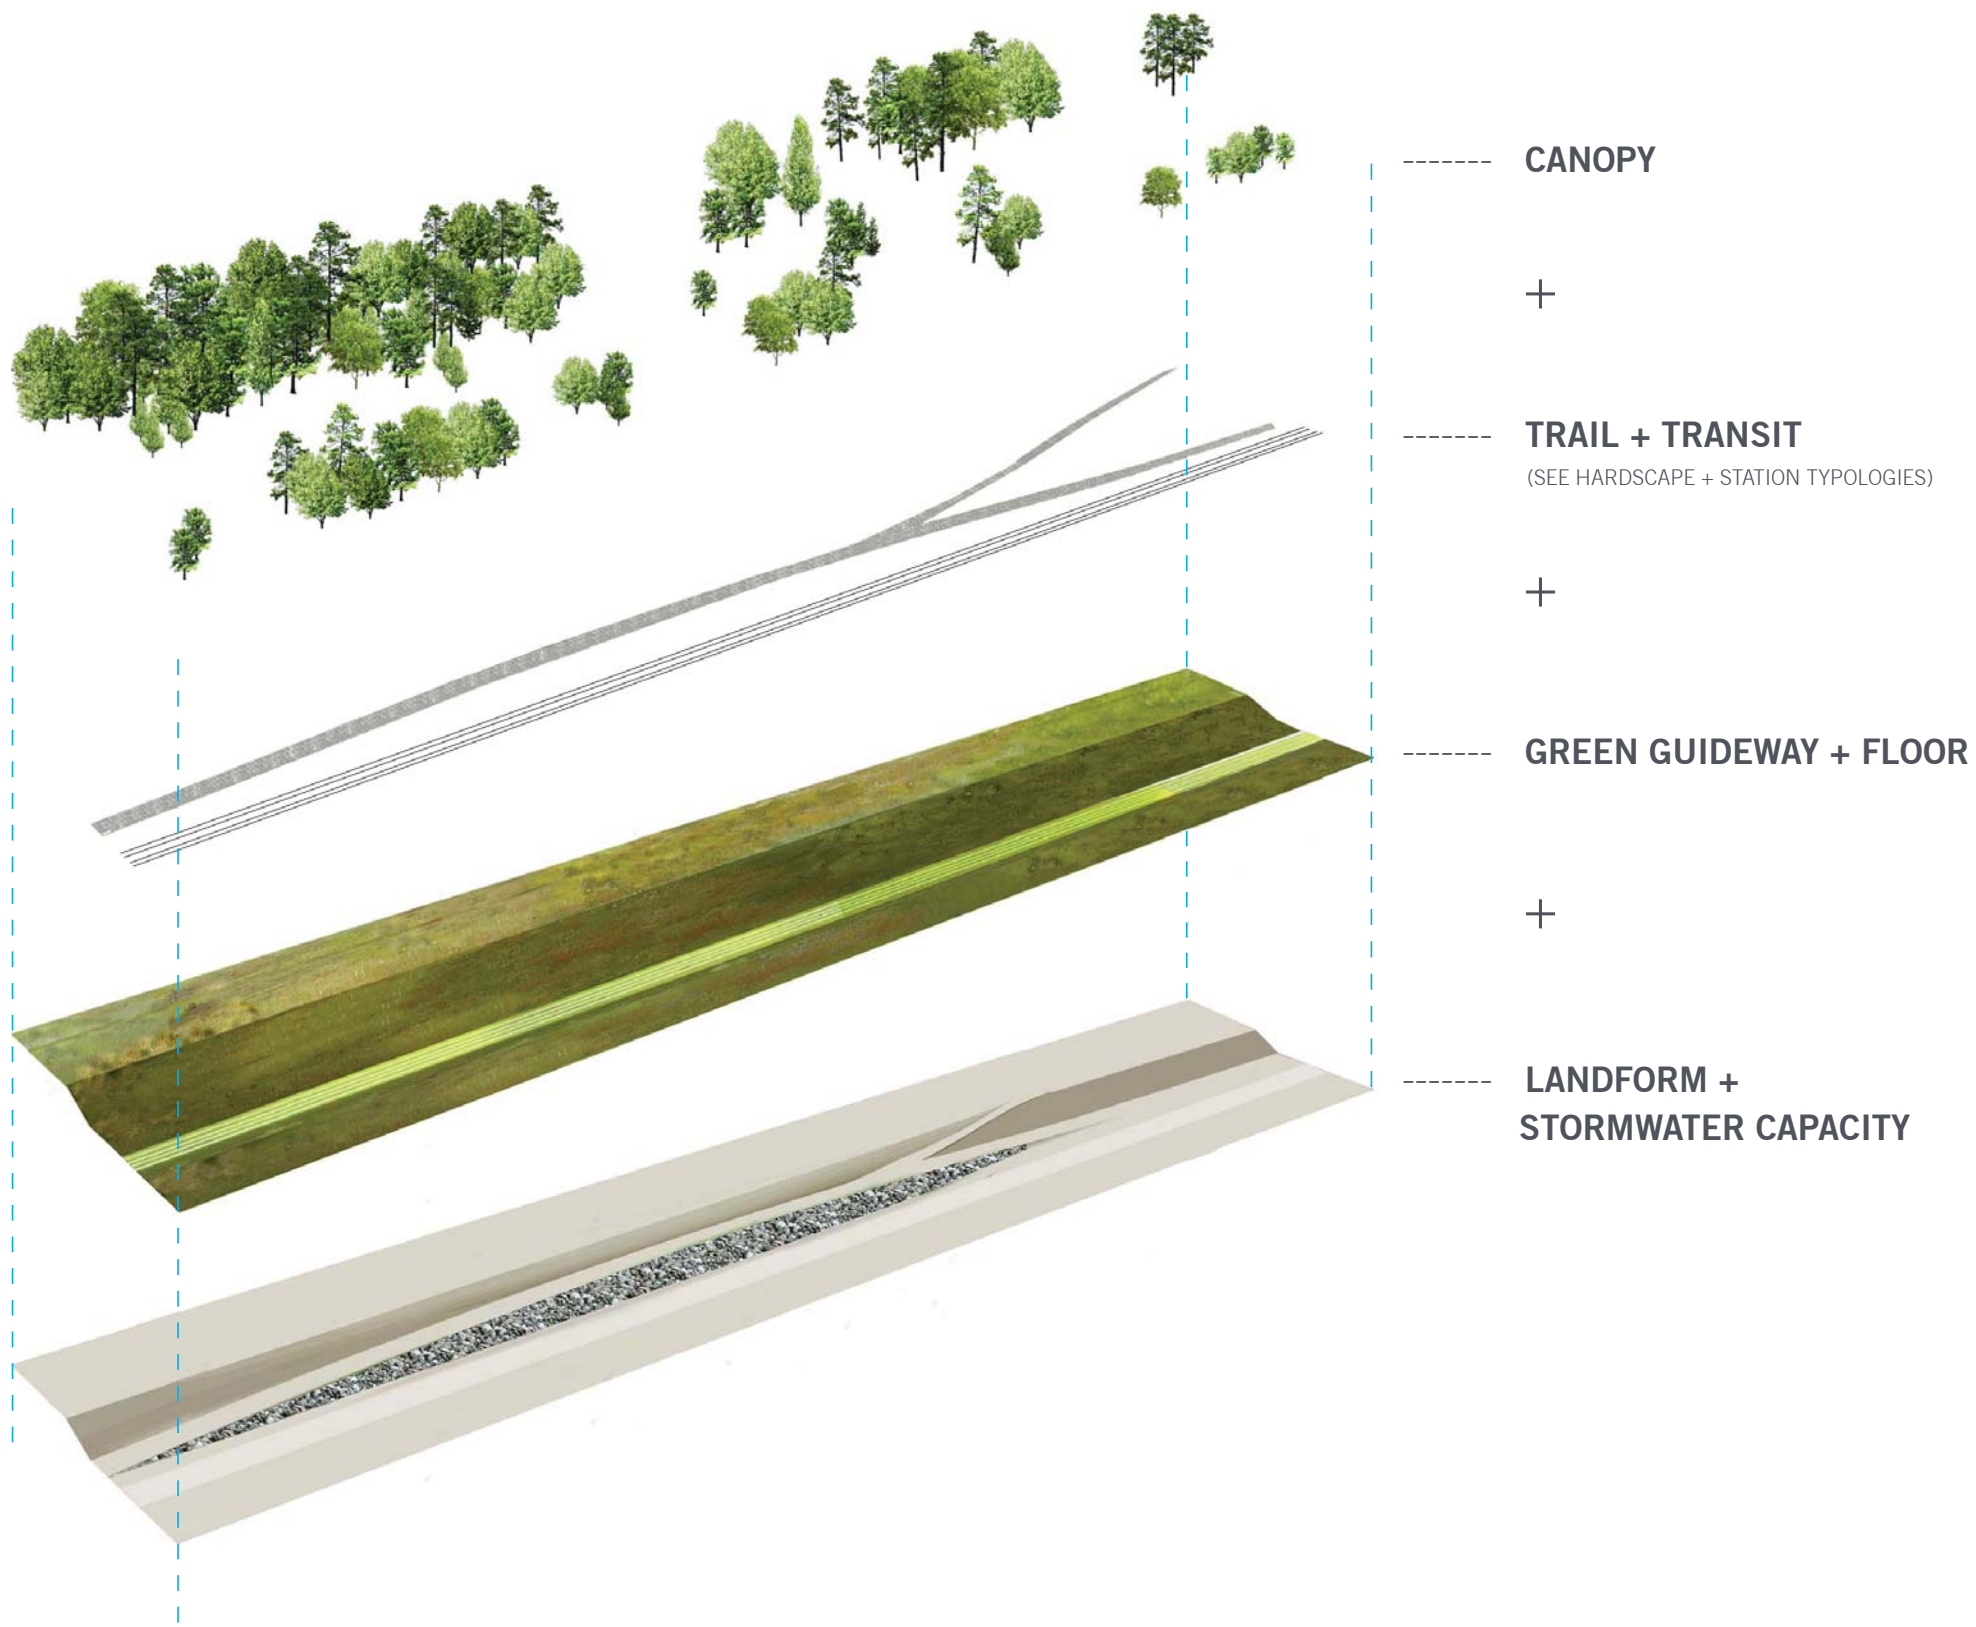 CANOPY
+
TRAIL + TRANSIT
(SEE HARDSCAPE + STATION TYPOLOGIES)
+
GREEN GUIDEWAY + FLOOR
+
LANDFORM +
STORMWATER CAPACITY